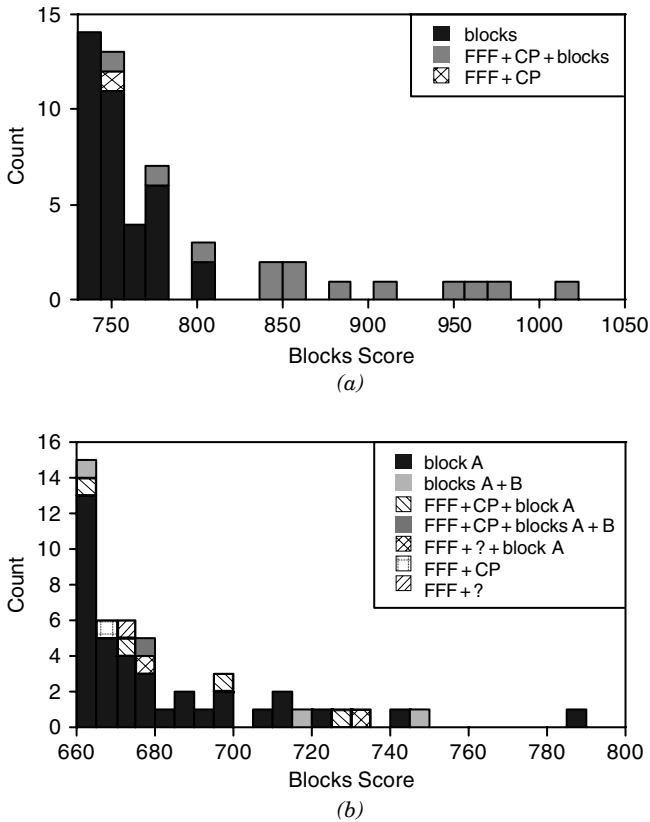 15
blocks
FFF+CP+blocks
FFF+CP
10
Count
5
0
750 800 850 900 950 1000 1050
Blocks Score
(a)
16
block A
14
blocks A+B
FFF+CP+block A
12
FFF+CP+blocks A+B
10
FFF+?+block A
FFF+CP
8
FFF+?
Count
6
4
2
0
660 680 700 720 740 760 780 800
Blocks Score
(b)